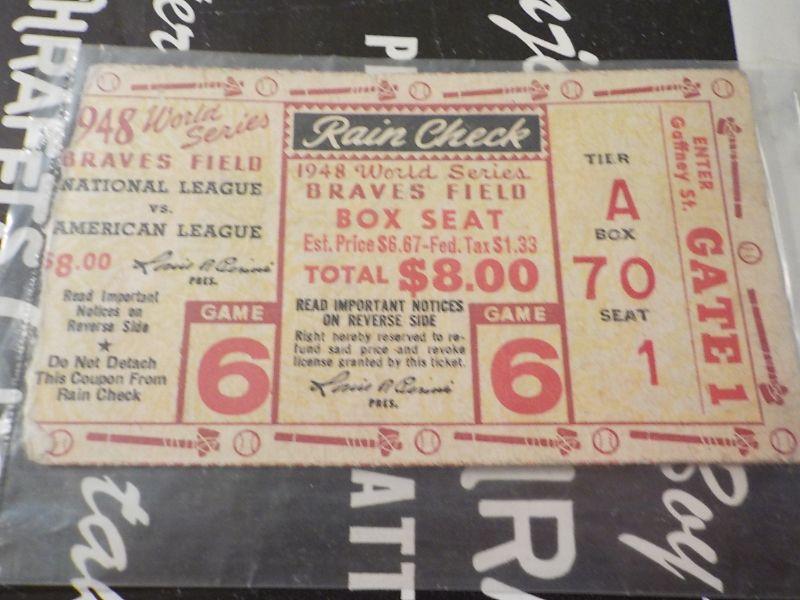 1948 World Series
BRAVES FIELD
NATIONAL LEAGUE
vs.
AMERICAN LEAGUE
$8.00
Louis R. Perini
PRES.
Read Important
Notices on
Reverse Side
★
Do Not Detach
This Coupon From
Rain Check
GAME
6
Rain Check
1948 World Series
BRAVES FIELD
BOX SEAT
Est. Price $6.67-Fed. Tax $1.33
TOTAL $8.00
READ IMPORTANT NOTICES
ON REVERSE SIDE
Right hereby reserved to re-
fund said price and revoke
license granted by this ticket.
Louis R. Perini
PRES.
GAME
6
TIER
A
BOX
70
SEAT
1
ENTER
Gaffney St.
GATE 1